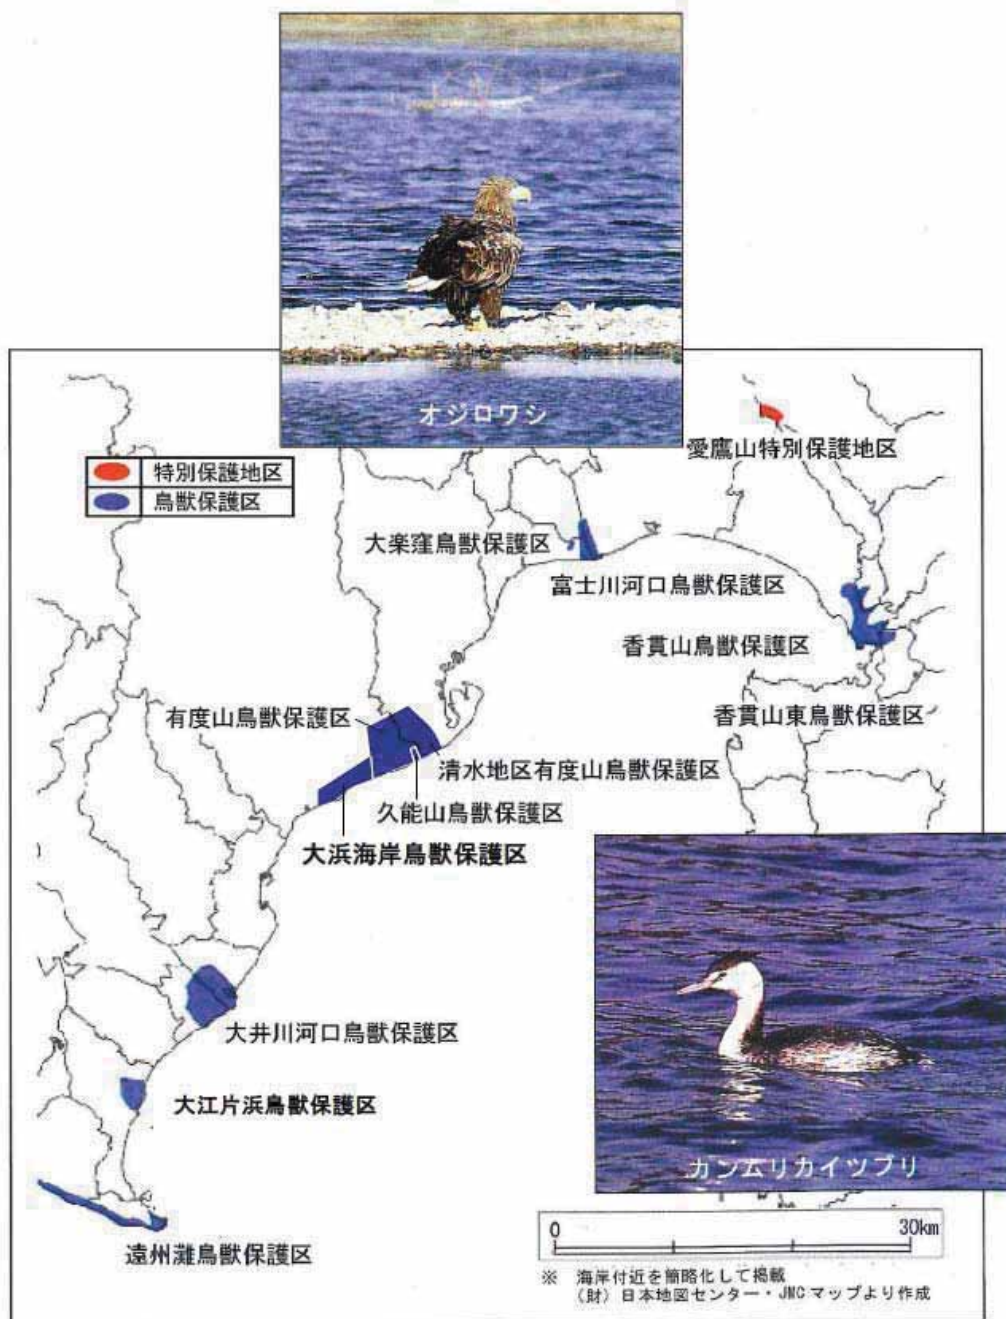 オジロワシ
特別保護地区
鳥獣保護区
愛鷹山特別保護地区
大楽窪鳥獣保護区
富士川河口鳥獣保護区
香貫山鳥獣保護区
香貫山東鳥獣保護区
有度山鳥獣保護区
清水地区有度山鳥獣保護区
久能山鳥獣保護区
大浜海岸鳥獣保護区
大井川河口鳥獣保護区
大江片浜鳥獣保護区
カンムリカイツブリ
遠州灘鳥獣保護区
0 30km
※ 海岸付近を簡略化して掲載
(財)日本地図センター・JMCマップより作成